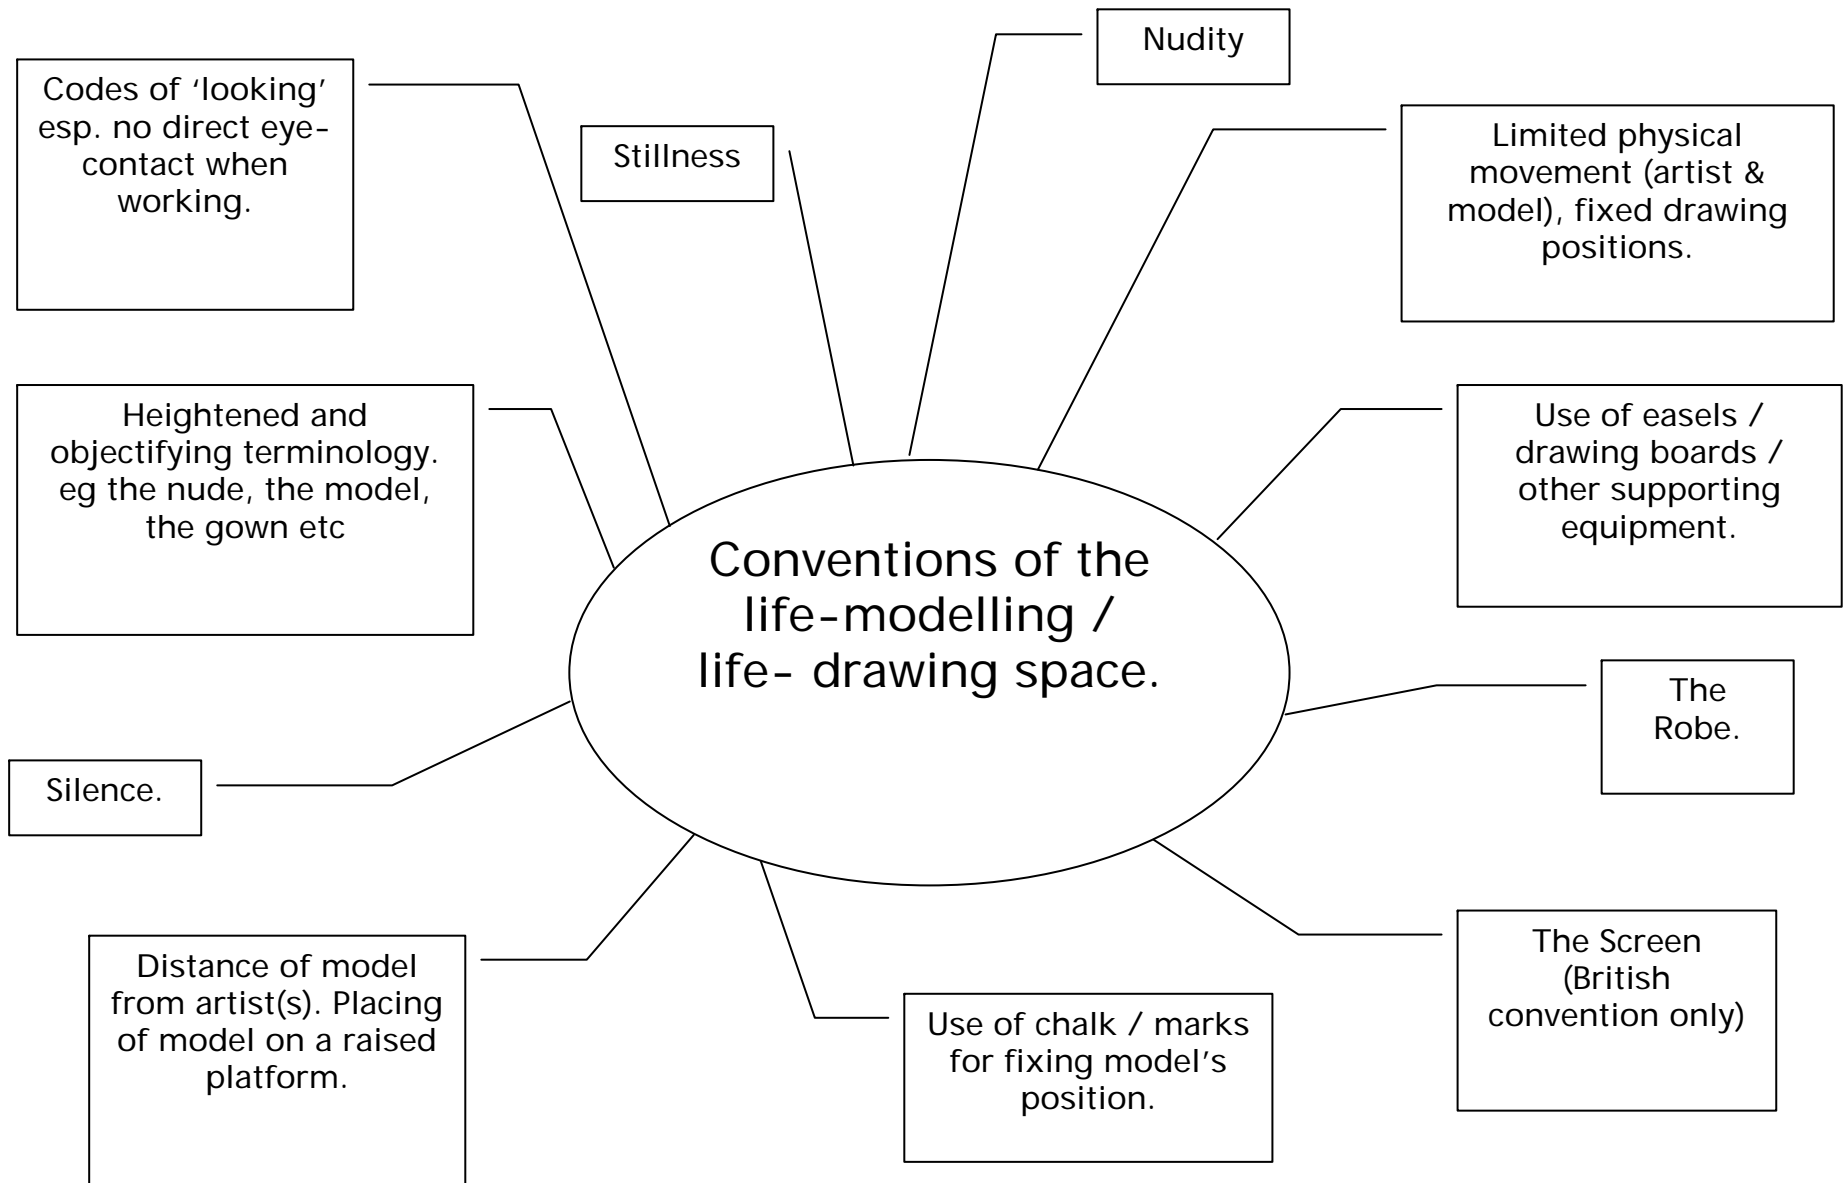 Nudity
Codes of ‘looking’
esp. no direct eye-
contact when
working.
Stillness
Limited physical
movement (artist &
model), fixed drawing
positions.
Heightened and
objectifying terminology.
eg the nude, the model,
the gown etc
Use of easels /
drawing boards /
other supporting
equipment.
Conventions of the
life-modelling /
life- drawing space.
The
Robe.
Silence.
Distance of model
from artist(s). Placing
of model on a raised
platform.
Use of chalk / marks
for fixing model’s
position.
The Screen
(British
convention only)